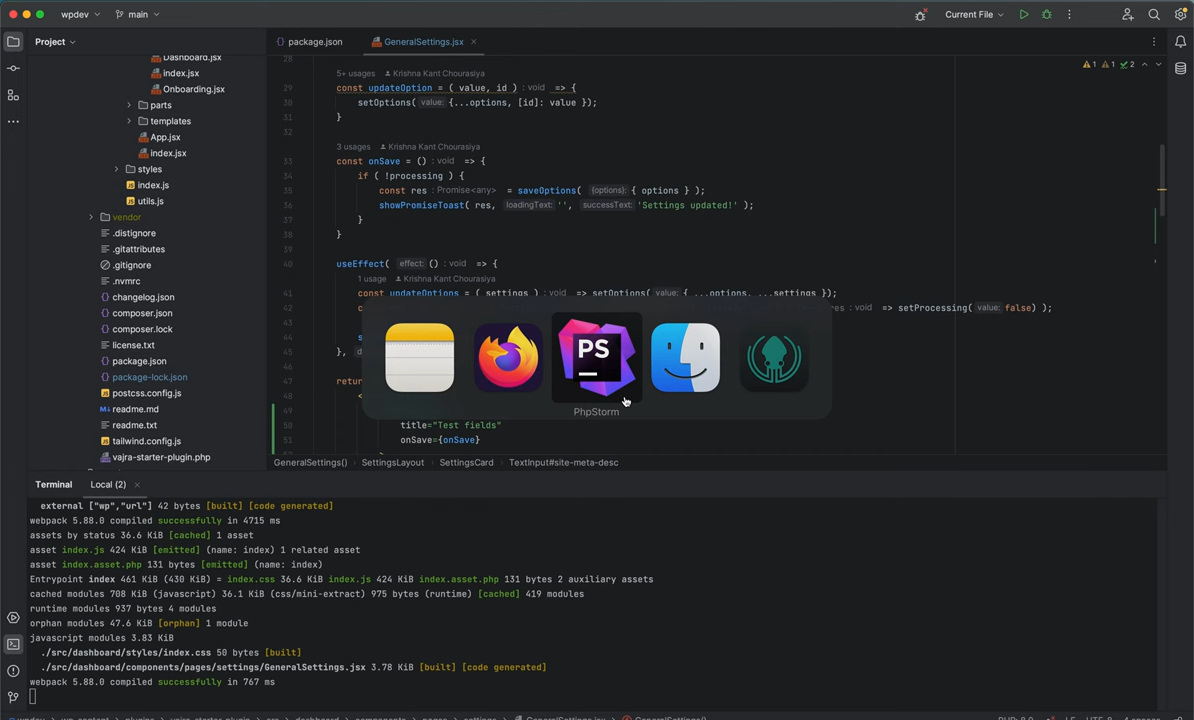 wpdev
main
Current File
Project
package.json
GeneralSettings.jsx
Dashboard.jsx
index.jsx
Onboarding.jsx
parts
templates
App.jsx
index.jsx
styles
index.js
utils.js
vendor
.distignore
.gitattributes
.gitignore
.nvmrc
changelog.json
composer.json
composer.lock
license.txt
package.json
package-lock.json
postcss.config.js
readme.md
readme.txt
tailwind.config.js
vajra-starter-plugin.php
1 1 2
28
5+ usages Krishna Kant Chourasiya
29 const updateOption = ( value, id ) : void => {
30 setOptions( value: {...options, [id]: value });
31 }
32
3 usages Krishna Kant Chourasiya
33 const onSave = () : void => {
34 if ( !processing ) {
35 const res : Promise<any> = saveOptions( {options}: { options } );
36 showPromiseToast( res, loadingText: '', successText: 'Settings updated!' );
37 }
38 }
39
40 useEffect( effect: () : void => {
1 usage Krishna Kant Chourasiya
41 const updateOptions = ( settings ) : void => setOptions( value: { ...options, ...settings });
42 res : void => setProcessing( value: false) );
43
44
45 },
46
47
48 <
49 title="Test fields"
50 onSave={onSave}
51
PhpStorm
GeneralSettings() SettingsLayout SettingsCard TextInput#site-meta-desc
Terminal Local (2)
external ["wp","url"] 42 bytes [built] [code generated]
webpack 5.88.0 compiled successfully in 4715 ms
assets by status 36.6 KiB [cached] 1 asset
asset index.js 424 KiB [emitted] (name: index) 1 related asset
asset index.asset.php 131 bytes [emitted] (name: index)
Entrypoint index 461 KiB (430 KiB) = index.css 36.6 KiB index.js 424 KiB index.asset.php 131 bytes 2 auxiliary assets
cached modules 708 KiB (javascript) 36.1 KiB (css/mini-extract) 975 bytes (runtime) [cached] 419 modules
runtime modules 937 bytes 4 modules
orphan modules 47.6 KiB [orphan] 1 module
javascript modules 3.83 KiB
./src/dashboard/styles/index.css 50 bytes [built]
./src/dashboard/components/pages/settings/GeneralSettings.jsx 3.78 KiB [built] [code generated]
webpack 5.88.0 compiled successfully in 767 ms